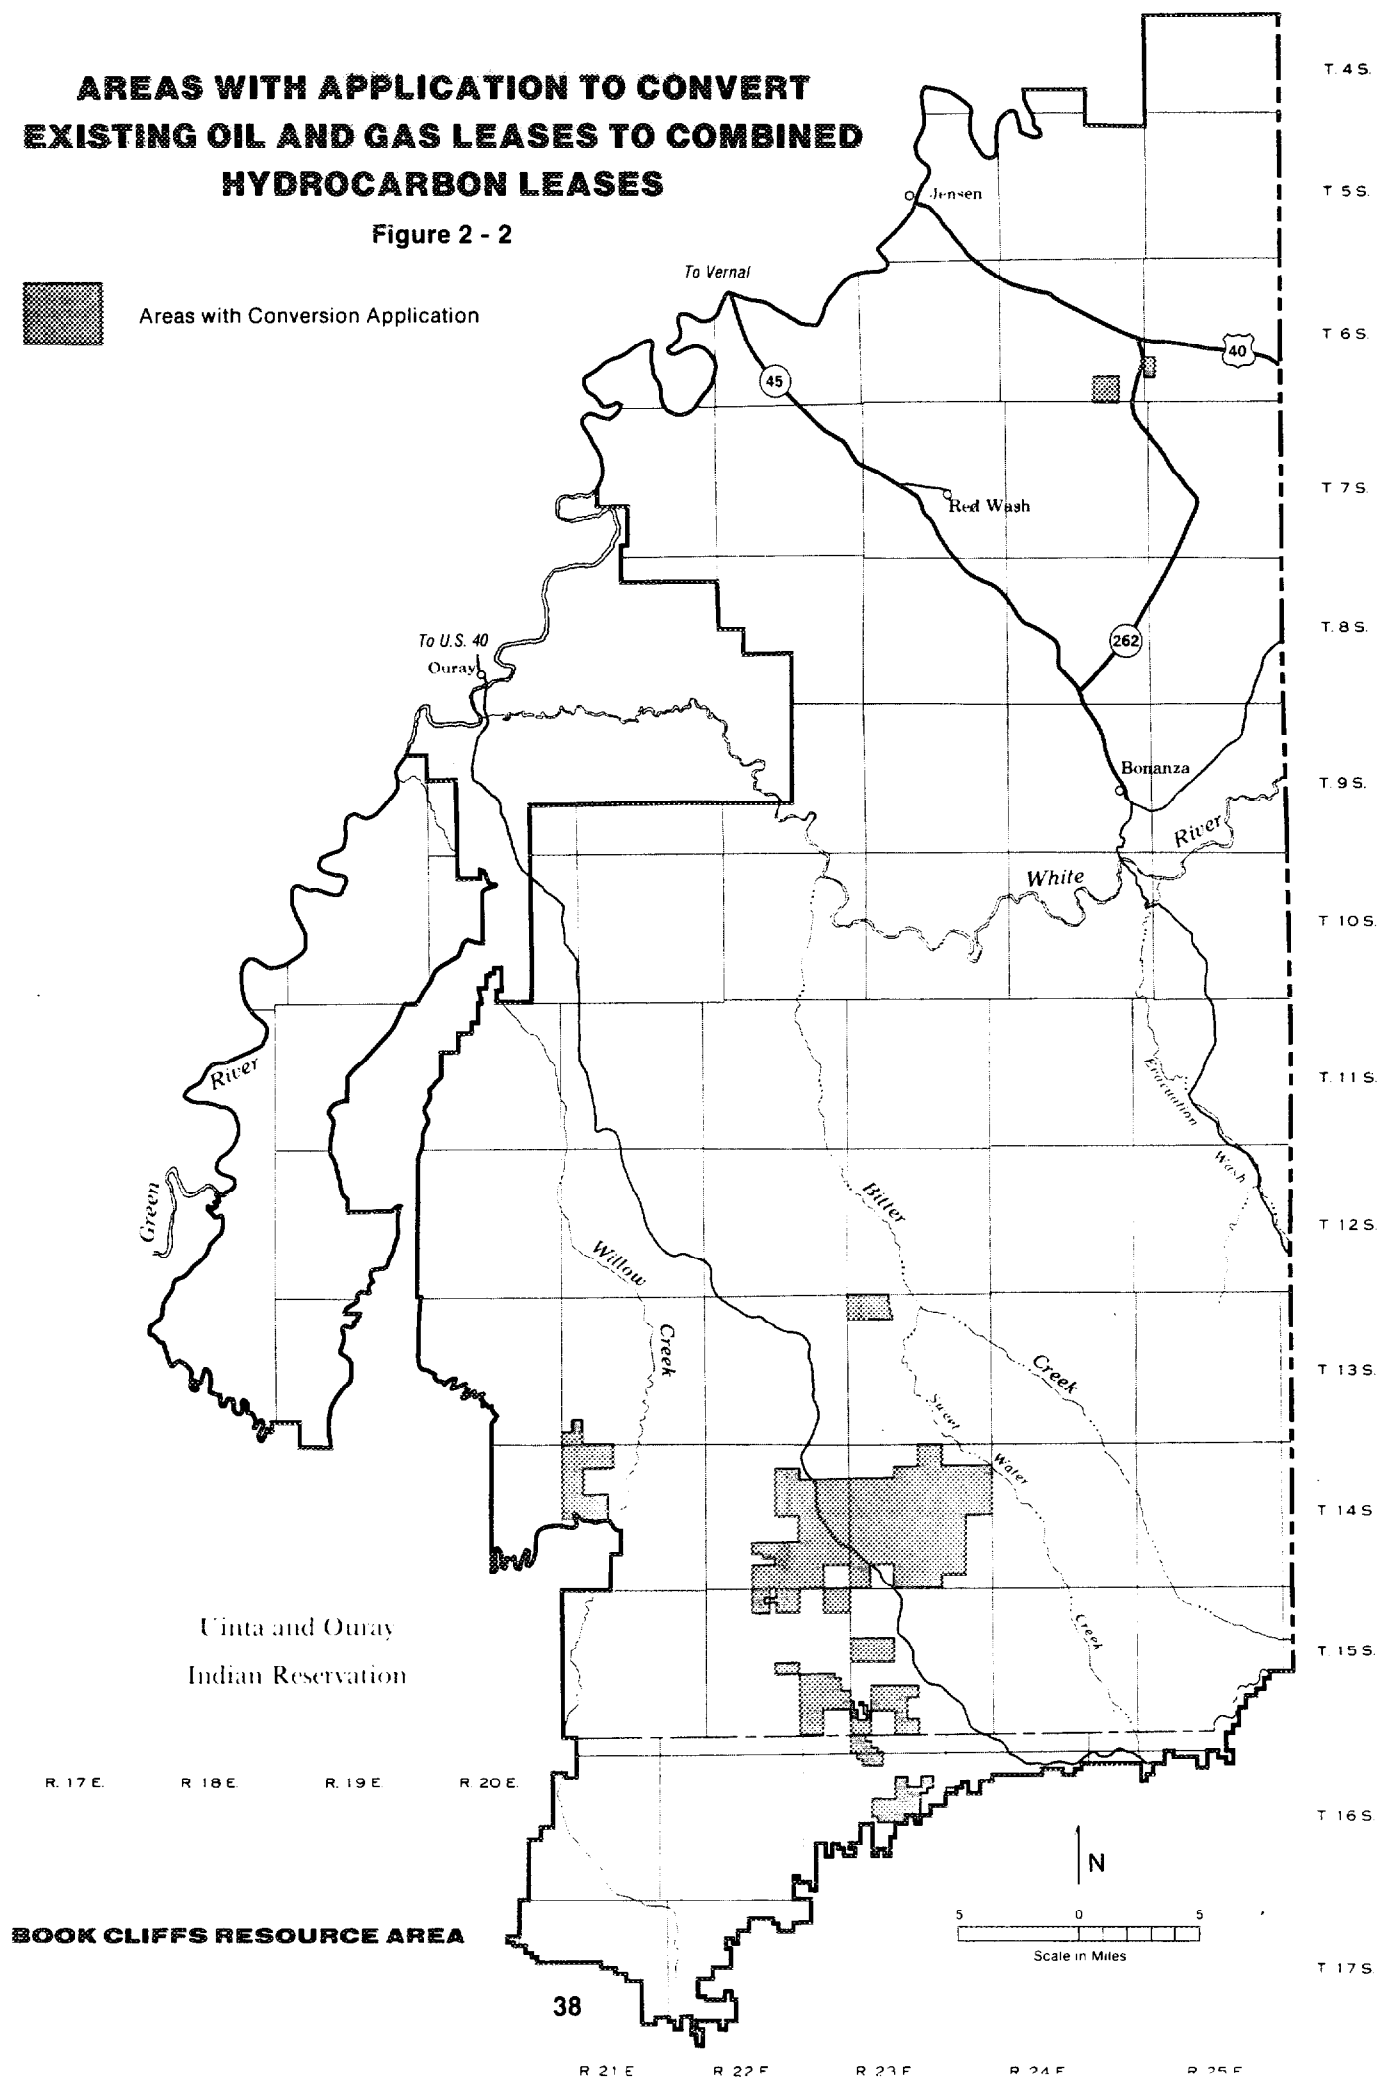 AREAS WITH APPLICATION TO CONVERT
EXISTING OIL AND GAS LEASES TO COMBINED
HYDROCARBON LEASES
Figure 2 - 2
Areas with Conversion Application
T. 4 S.
T 5 S.
T 6 S.
T 7 S.
T. 8 S.
T. 9 S.
T 10 S.
T. 11 S.
T 12 S.
T 13 S.
T 14 S
T. 15 S.
T 16 S.
T 17 S.
Jensen
To Vernal
40
45
Red Wash
262
To U.S. 40
Ouray
Bonanza
River
White
River
Green
Evacuation
Wash
Bitter
Creek
Willow
Creek
Sweet
Water
Creek
Uinta and Ouray
Indian Reservation
R. 17 E.
R 18 E
R. 19 E
R. 20 E.
N
5 0 5
Scale in Miles
BOOK CLIFFS RESOURCE AREA
38
R 21 E
R 22 E
R 23 E
R 24 E
R 25 E